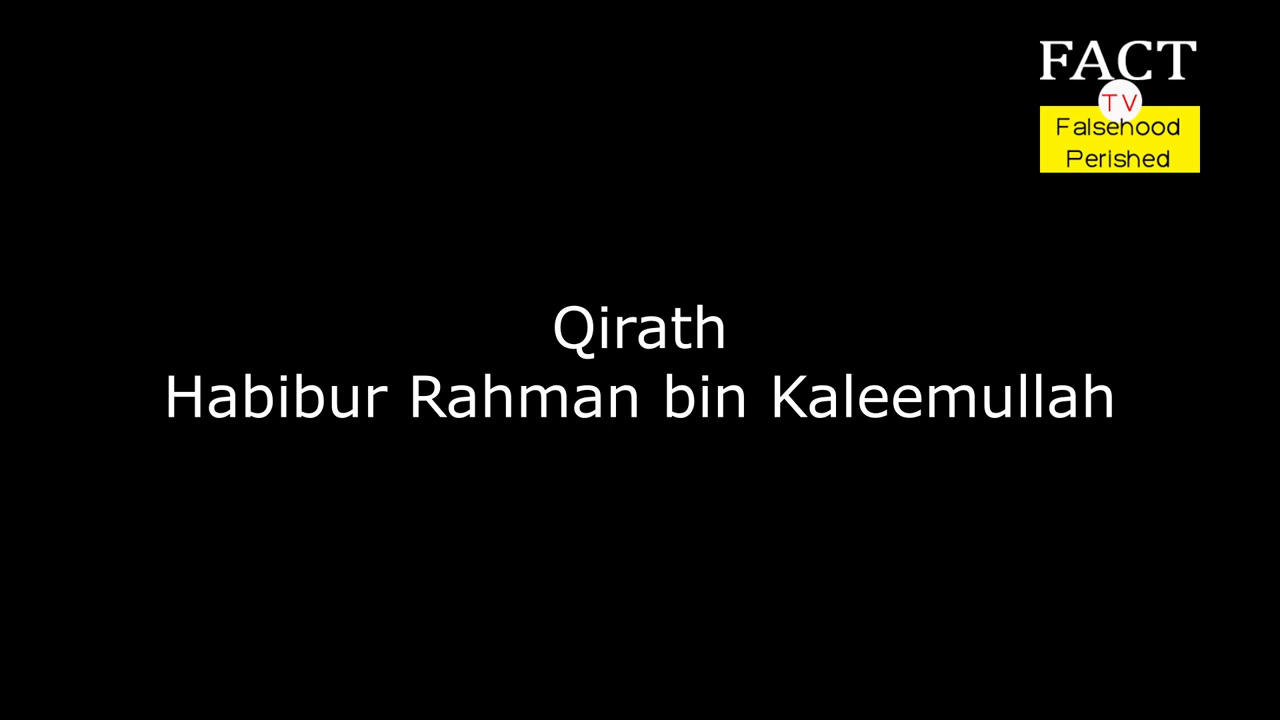 FACT
TV
Falsehood
Perished
Qirath
Habibur Rahman bin Kaleemullah